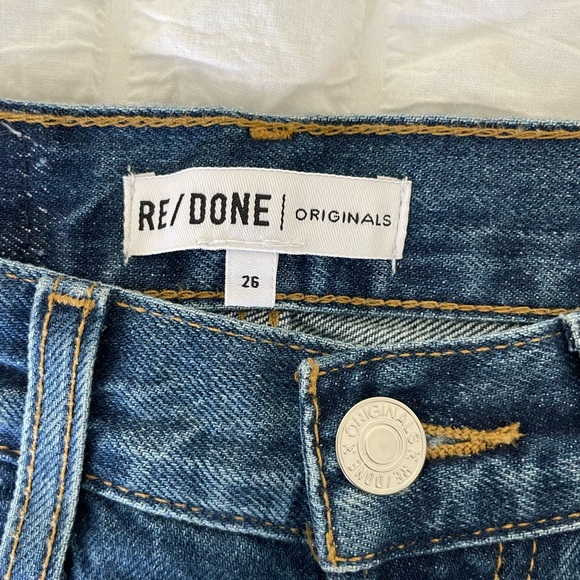 RE/DONE | ORIGINALS
26
ORIGINALS & RE/DONE &